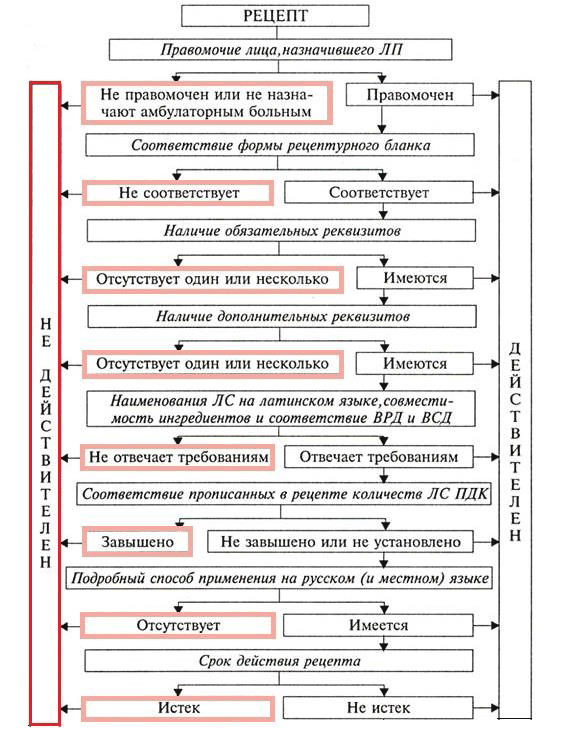 РЕЦЕПТ
Правомочие лица,назначившего ЛП
Не правомочен или не назна-
чают амбулаторным больным
Правомочен
Соответствие формы рецептурного бланка
Не соответствует
Соответствует
Наличие обязательных реквизитов
Отсутствует один или несколько
Имеются
Наличие дополнительных реквизитов
Отсутствует один или несколько
Имеются
Наименования ЛС на латинском языке,совмести-
мость ингредиентов и соответствие ВРД и ВСД
Не отвечает требованиям
Отвечает требованиям
Соответствие прописанных в рецепте количеств ЛС ПДК
Завышено
Не завышено или не установлено
Подробный способ применения на русском (и местном) языке
Отсутствует
Имеется
Срок действия рецепта
Истек
Не истек
НЕ ДЕЙСТВИТЕЛЕН
ДЕЙСТВИТЕЛЕН